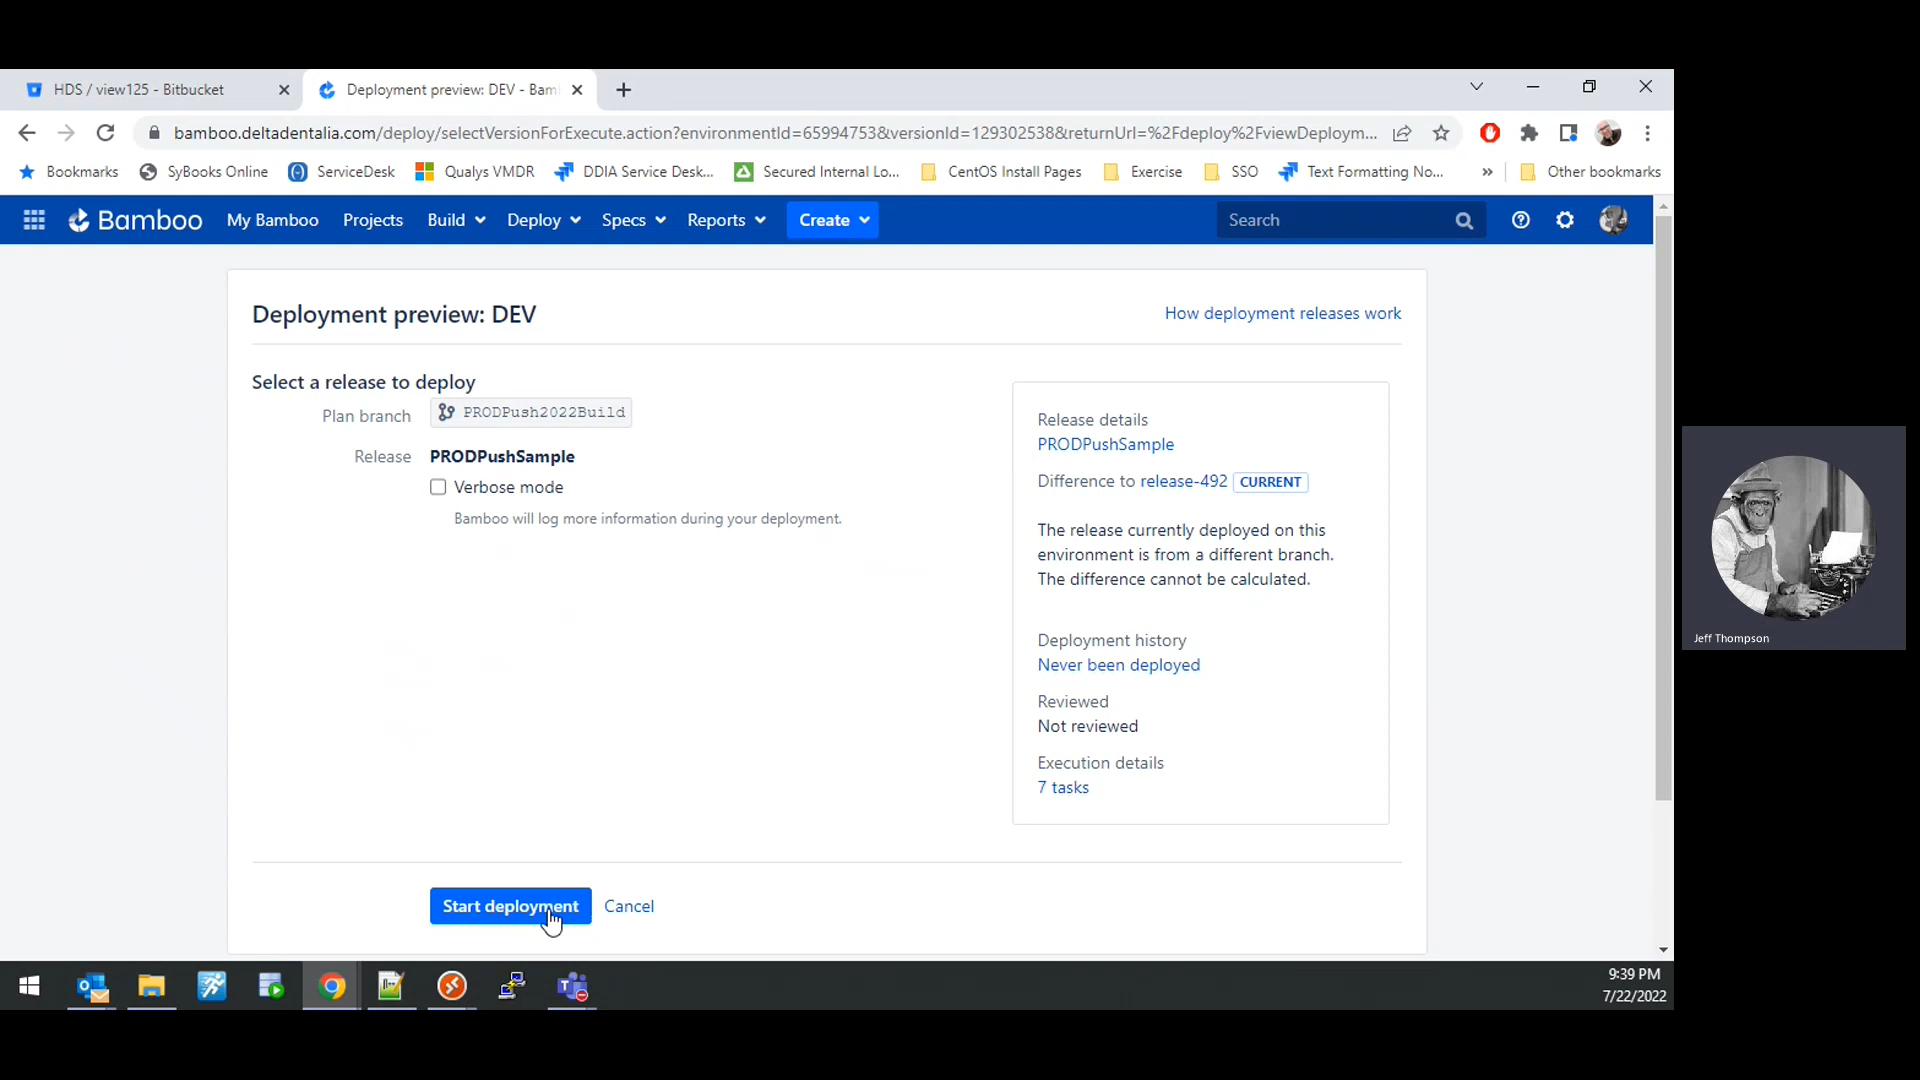 HDS / view125 - Bitbucket
Deployment preview: DEV - Bam
bamboo.deltadentalia.com/deploy/selectVersionForExecute.action?environmentId=65994753&versionId=129302538&returnUrl=%2Fdeploy%2FviewDeploym...
Bookmarks SyBooks Online ServiceDesk Qualys VMDR DDIA Service Desk... Secured Internal Lo... CentOS Install Pages Exercise SSO Text Formatting No... » Other bookmarks
Bamboo My Bamboo Projects Build Deploy Specs Reports Create Search
Deployment preview: DEV
How deployment releases work
Select a release to deploy
Plan branch PRODPush2022Build
Release PRODPushSample
Verbose mode
Bamboo will log more information during your deployment.
Release details
PRODPushSample
Difference to release-492 CURRENT
The release currently deployed on this
environment is from a different branch.
The difference cannot be calculated.
Deployment history
Never been deployed
Reviewed
Not reviewed
Execution details
7 tasks
Start deployment Cancel
Jeff Thompson
9:39 PM
7/22/2022